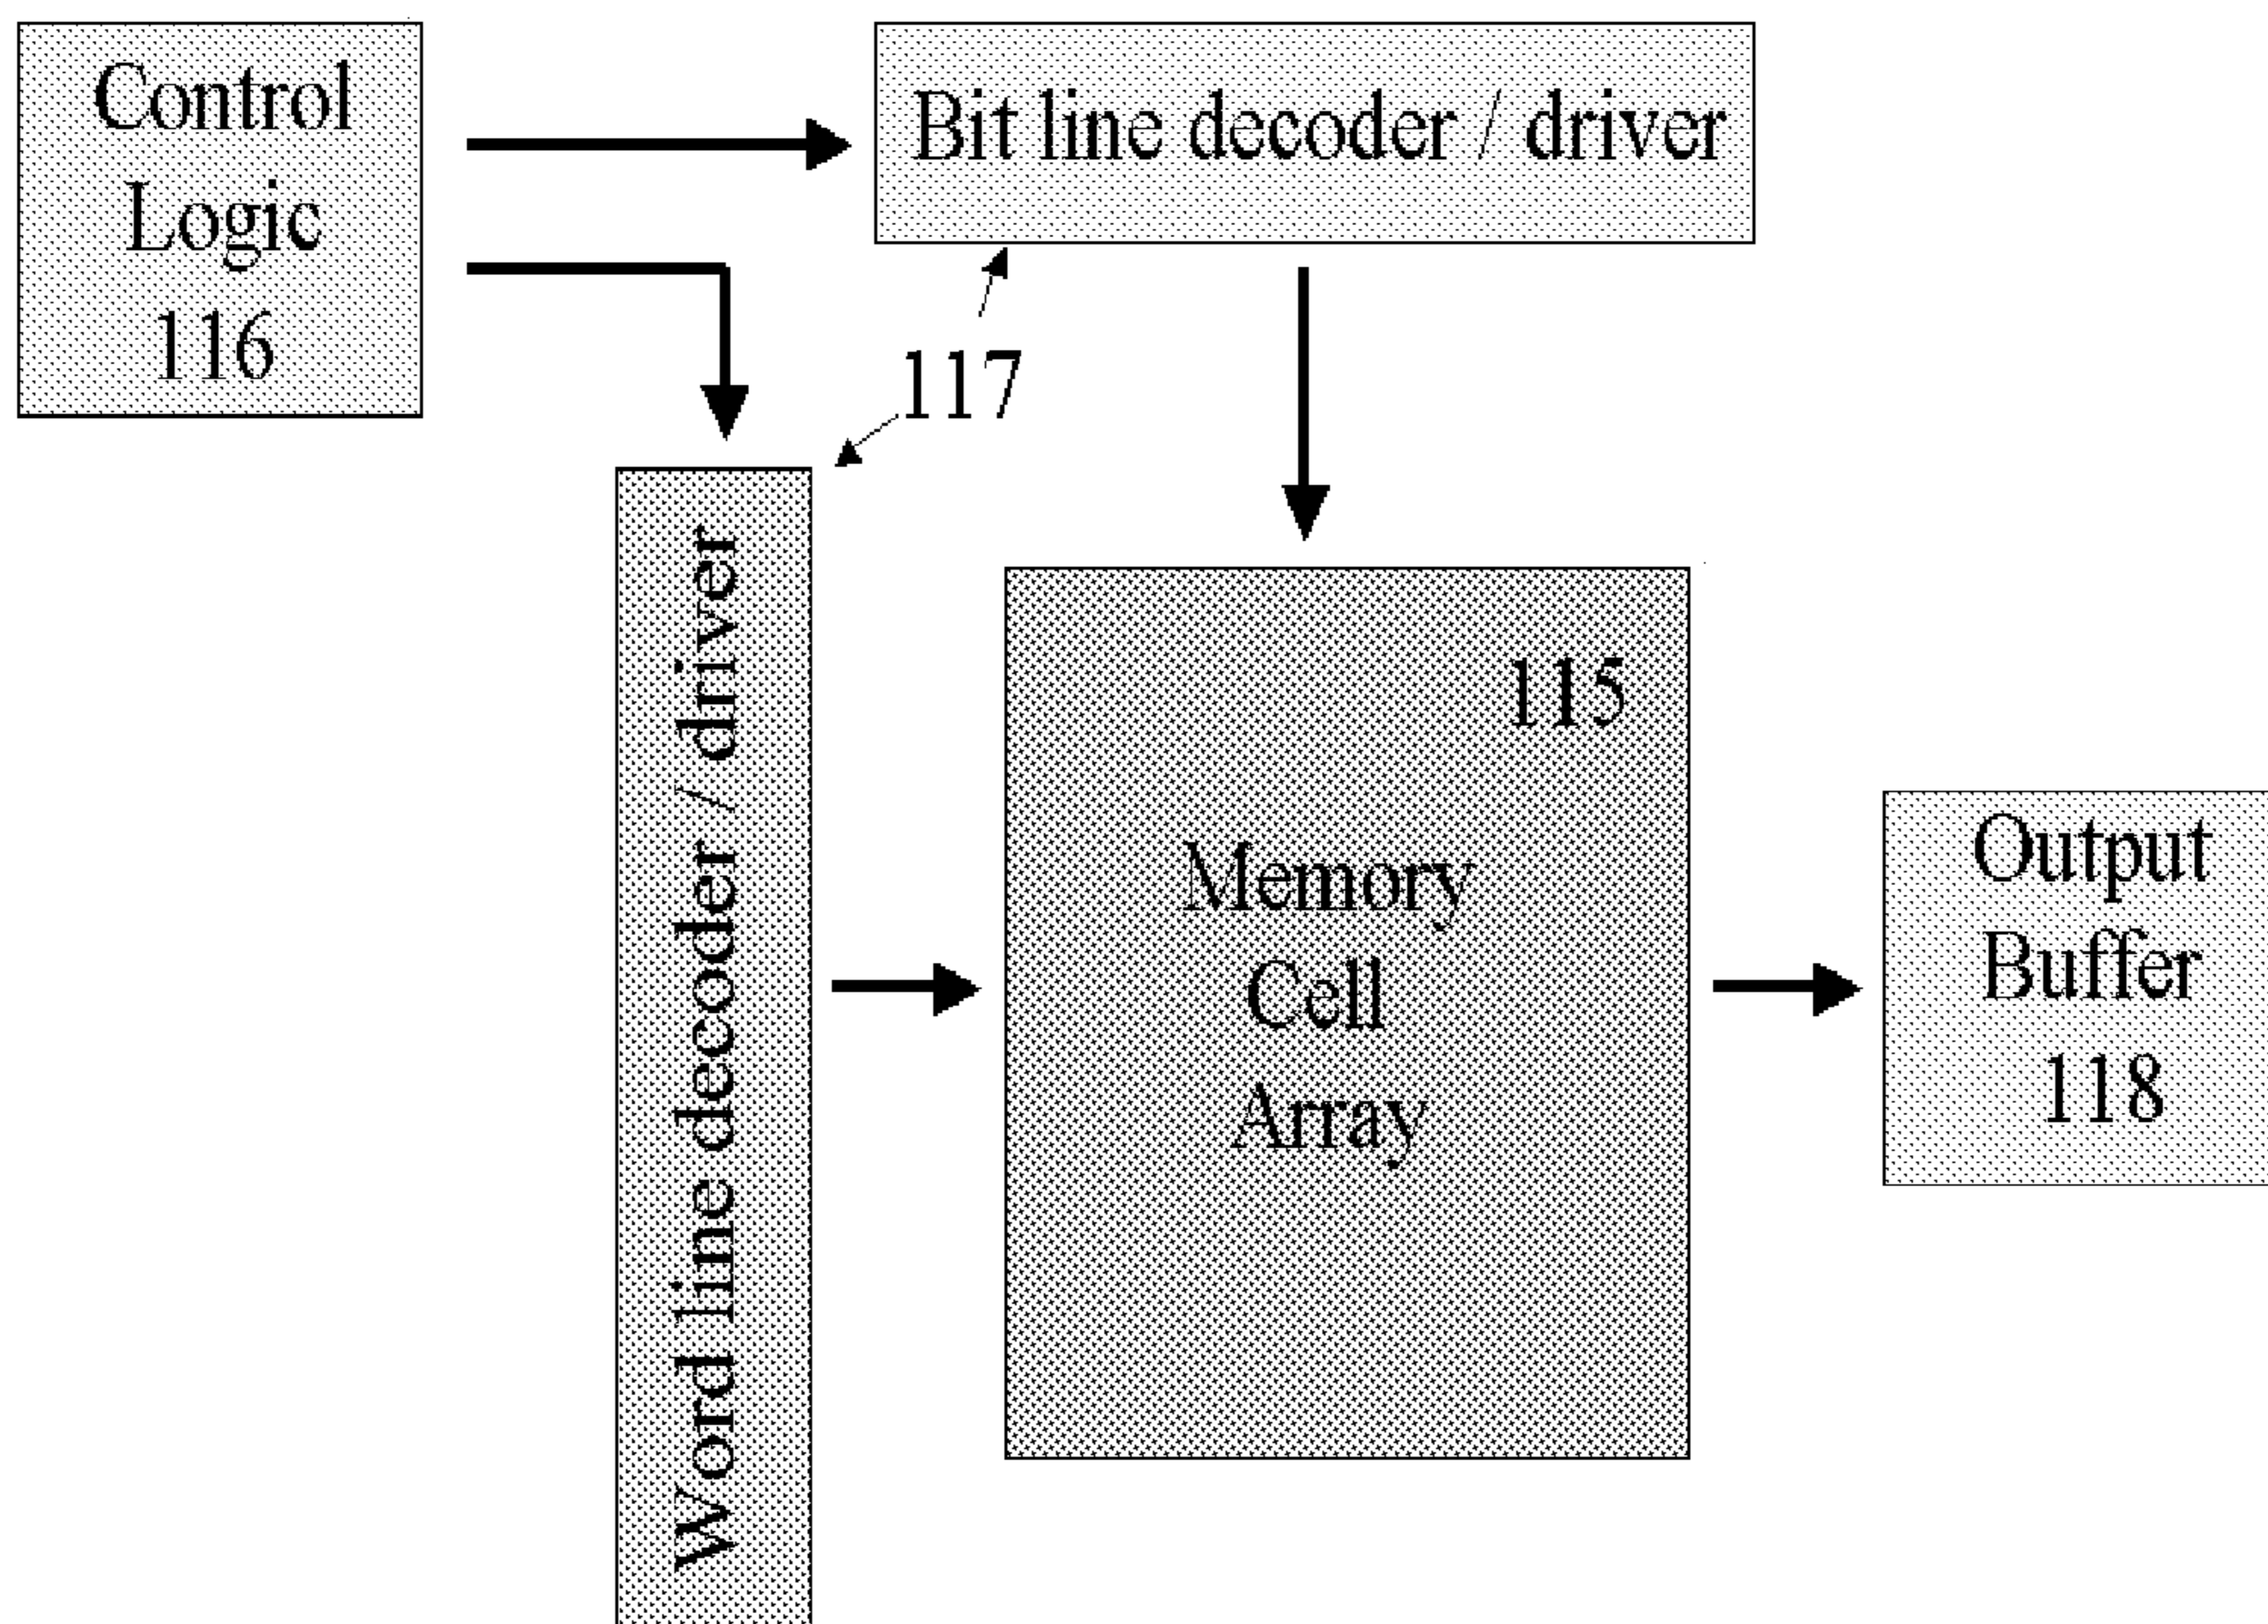 Control
Logic
116
Bit line decoder / driver
117
Word line decoder / driver
115
Memory
Cell
Array
Output
Buffer
118